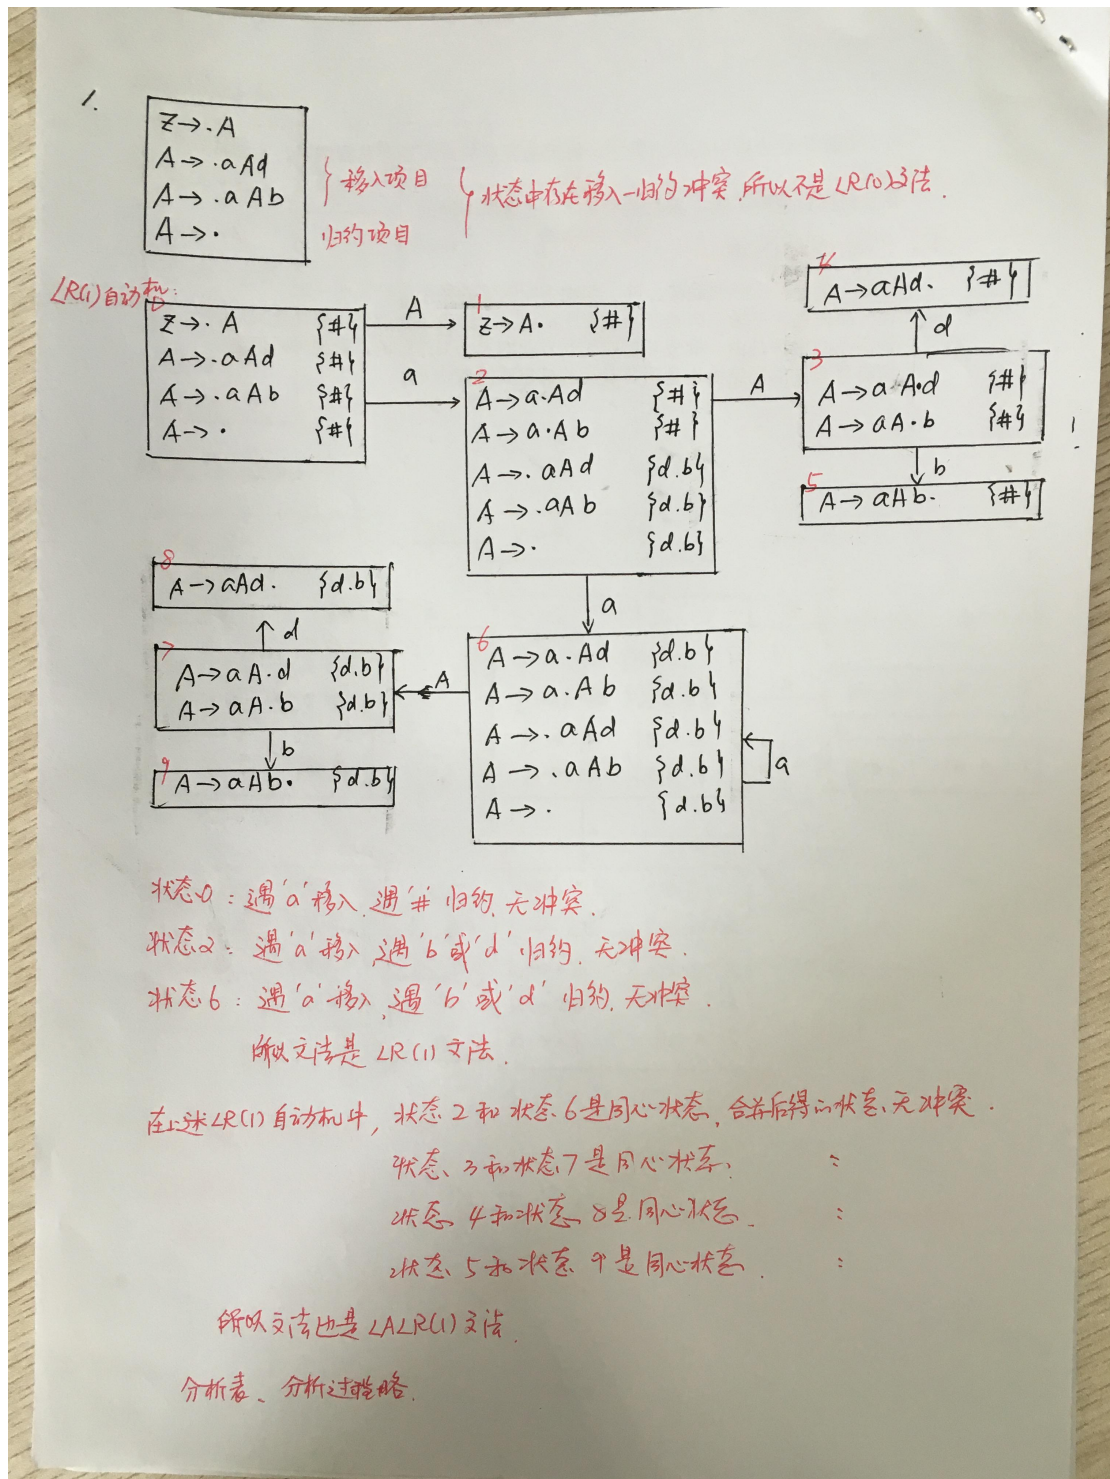 1.
Z→·A
A→·aAd
A→·aAb
A→·
移入项目
归约项目
状态中存在移入-归约冲突,所以不是LR(0)文法.
LR(1)自动机:
0
Z→·A {#}
A→·aAd {#}
A→·aAb {#}
A→· {#}
A
a
1
Z→A· {#}
2
A→a·Ad {#}
A→a·Ab {#}
A→·aAd {d.b}
A→·aAb {d.b}
A→· {d.b}
A
a
4
A→aAd· {#}
d
3
A→aA·d {#}
A→aA·b {#}
b
5
A→aAb· {#}
8
A→aAd· {d.b}
d
7
A→aA·d {d.b}
A→aA·b {d.b}
b
9
A→aAb· {d.b}
A
6
A→a·Ad {d.b}
A→a·Ab {d.b}
A→·aAd {d.b}
A→·aAb {d.b}
A→· {d.b}
a
状态0:遇'a'移入,遇'#'归约,无冲突.
状态2:遇'a'移入,遇'b'或'd'归约,无冲突.
状态6:遇'a'移入,遇'b'或'd'归约,无冲突.
所以文法是LR(1)文法.
在上述LR(1)自动机中,状态2和状态6是同心状态,合并后得的状态无冲突.
状态3和状态7是同心状态, :
状态4和状态8是同心状态. :
状态5和状态9是同心状态. :
所以文法也是LALR(1)文法.
分析表、分析过程略.